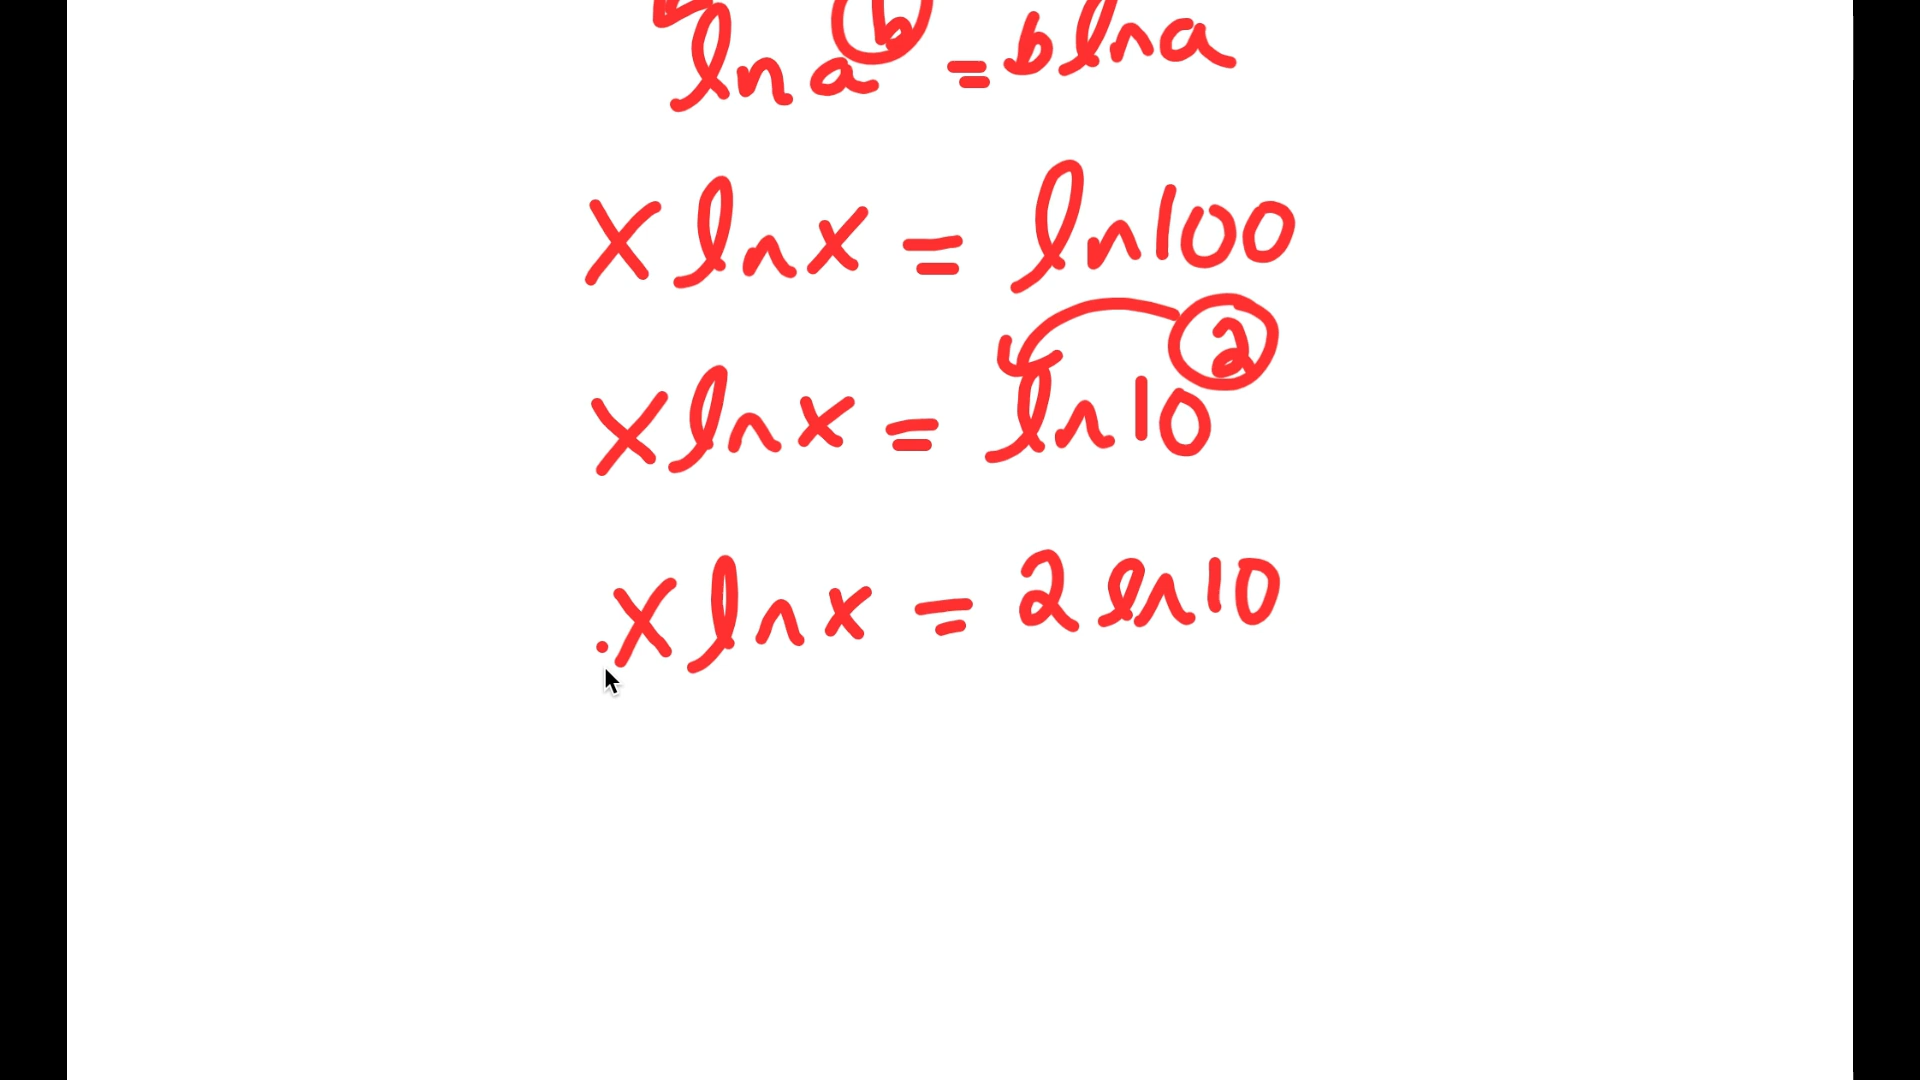 ln a^b = b ln a
x ln x = ln 100
x ln x = ln 10^2
x ln x = 2 ln 10